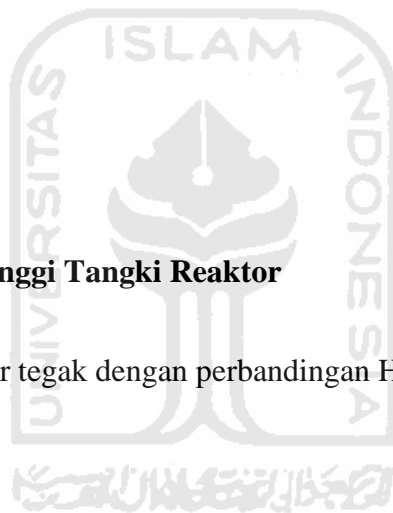 ISLAM
UNIVERSITAS
INDONESIA
nggi Tangki Reaktor
r tegak dengan perbandingan H